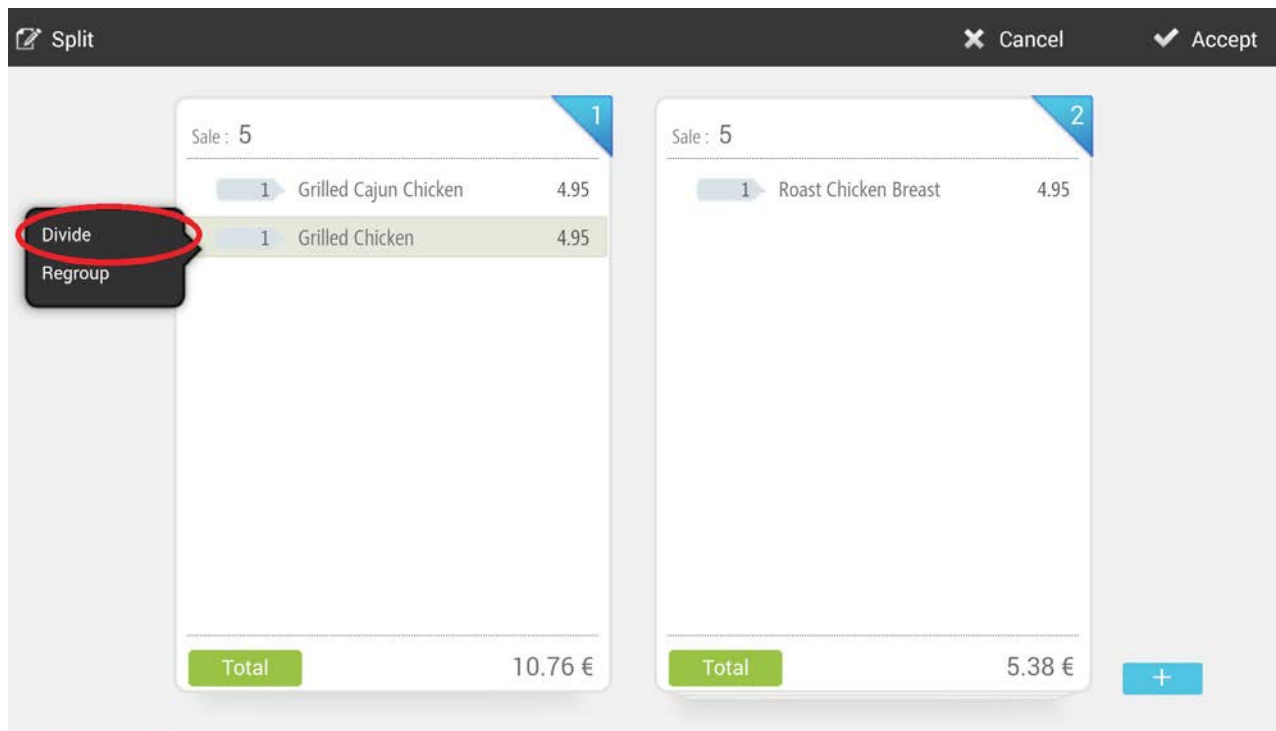 Split Cancel Accept
1
Sale : 5
1 Grilled Cajun Chicken 4.95
1 Grilled Chicken 4.95
Divide
Regroup
Total 10.76 €
2
Sale : 5
1 Roast Chicken Breast 4.95
Total 5.38 €
+